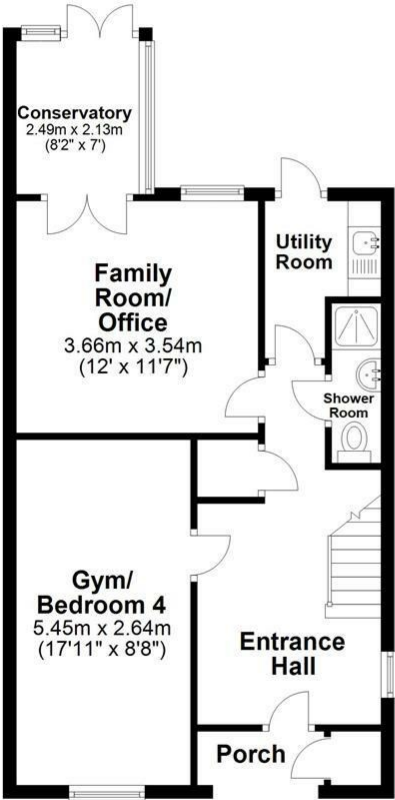 Conservatory
2.49m x 2.13m
(8'2" x 7')
Utility
Room
Family
Room/
Office
3.66m x 3.54m
(12' x 11'7")
Shower
Room
Gym/
Bedroom 4
5.45m x 2.64m
(17'11" x 8'8")
Entrance
Hall
Porch